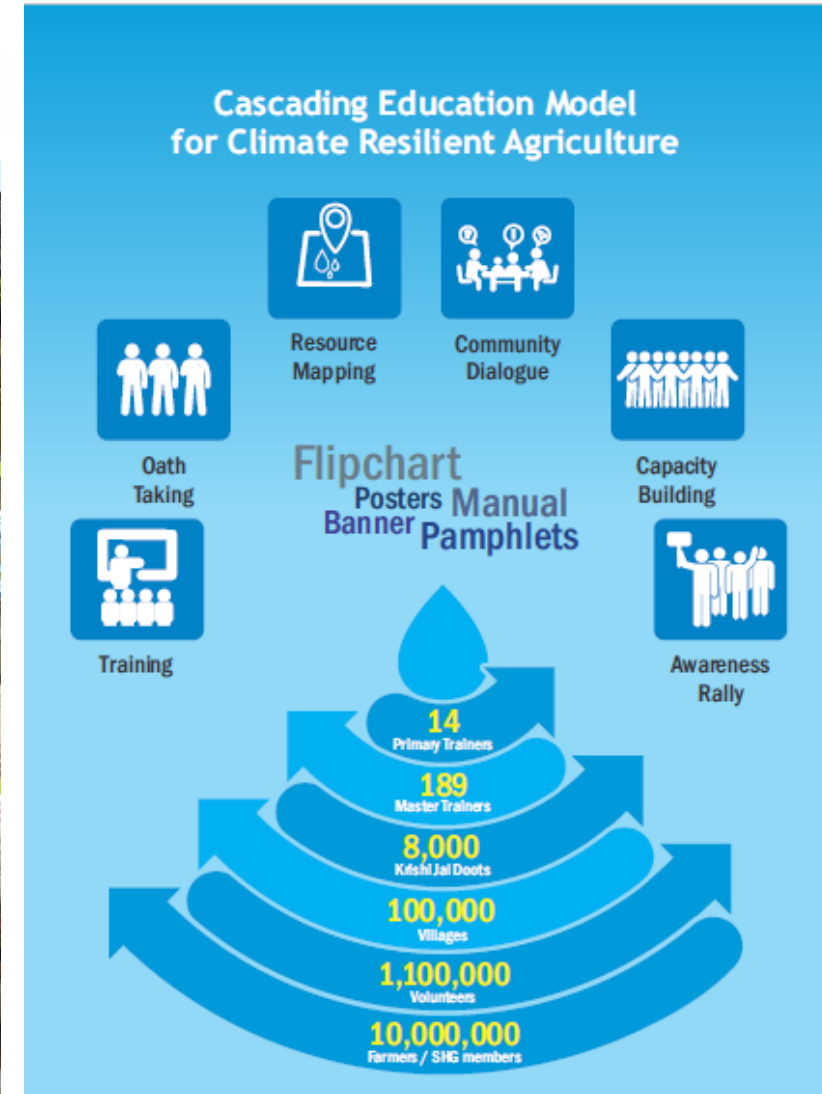 Cascading Education Model
for Climate Resilient Agriculture
Resource
Mapping
Community
Dialogue
Oath
Taking
Capacity
Building
Flipchart
Posters Manual
Banner Pamphlets
Training
Awareness
Rally
14
Primary Trainers
189
Master Trainers
8,000
Krishi Jal Doots
100,000
Villages
1,100,000
Volunteers
10,000,000
Farmers / SHG members